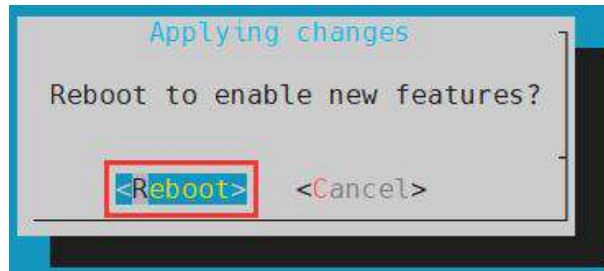 Applying changes
Reboot to enable new features?
<Reboot> <Cancel>